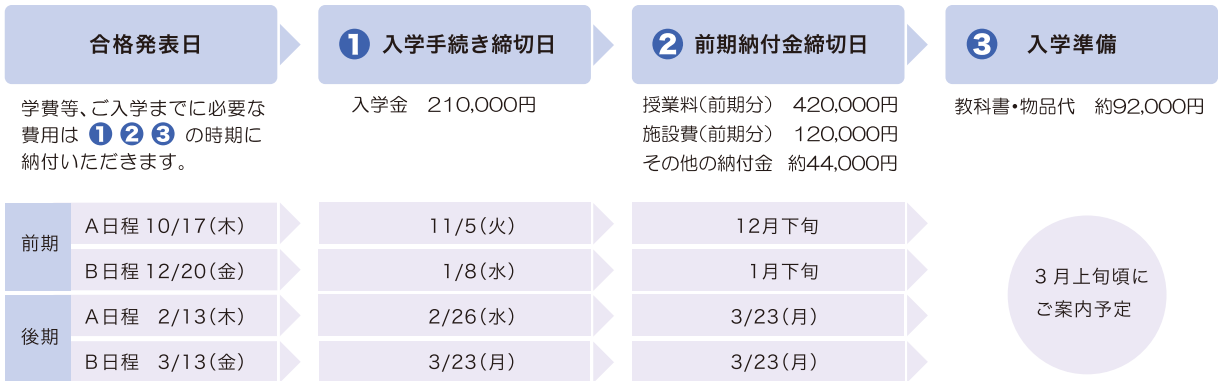 合格発表日
学費等、ご入学までに必要な
費用は ❶ ❷ ❸ の時期に
納付いただきます。
❶ 入学手続き締切日
入学金 210,000円
❷ 前期納付金締切日
授業料(前期分) 420,000円
施設費(前期分) 120,000円
その他の納付金 約44,000円
❸ 入学準備
教科書・物品代 約92,000円
前期
A日程 10/17(木)
11/5(火)
12月下旬
B日程 12/20(金)
1/8(水)
1月下旬
後期
A日程 2/13(木)
2/26(水)
3/23(月)
B日程 3/13(金)
3/23(月)
3/23(月)
3月上旬頃に
ご案内予定